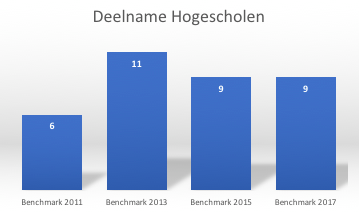 Deelname Hogescholen
6
11
9
9
Benchmark 2011
Benchmark 2013
Benchmark 2015
Benchmark 2017